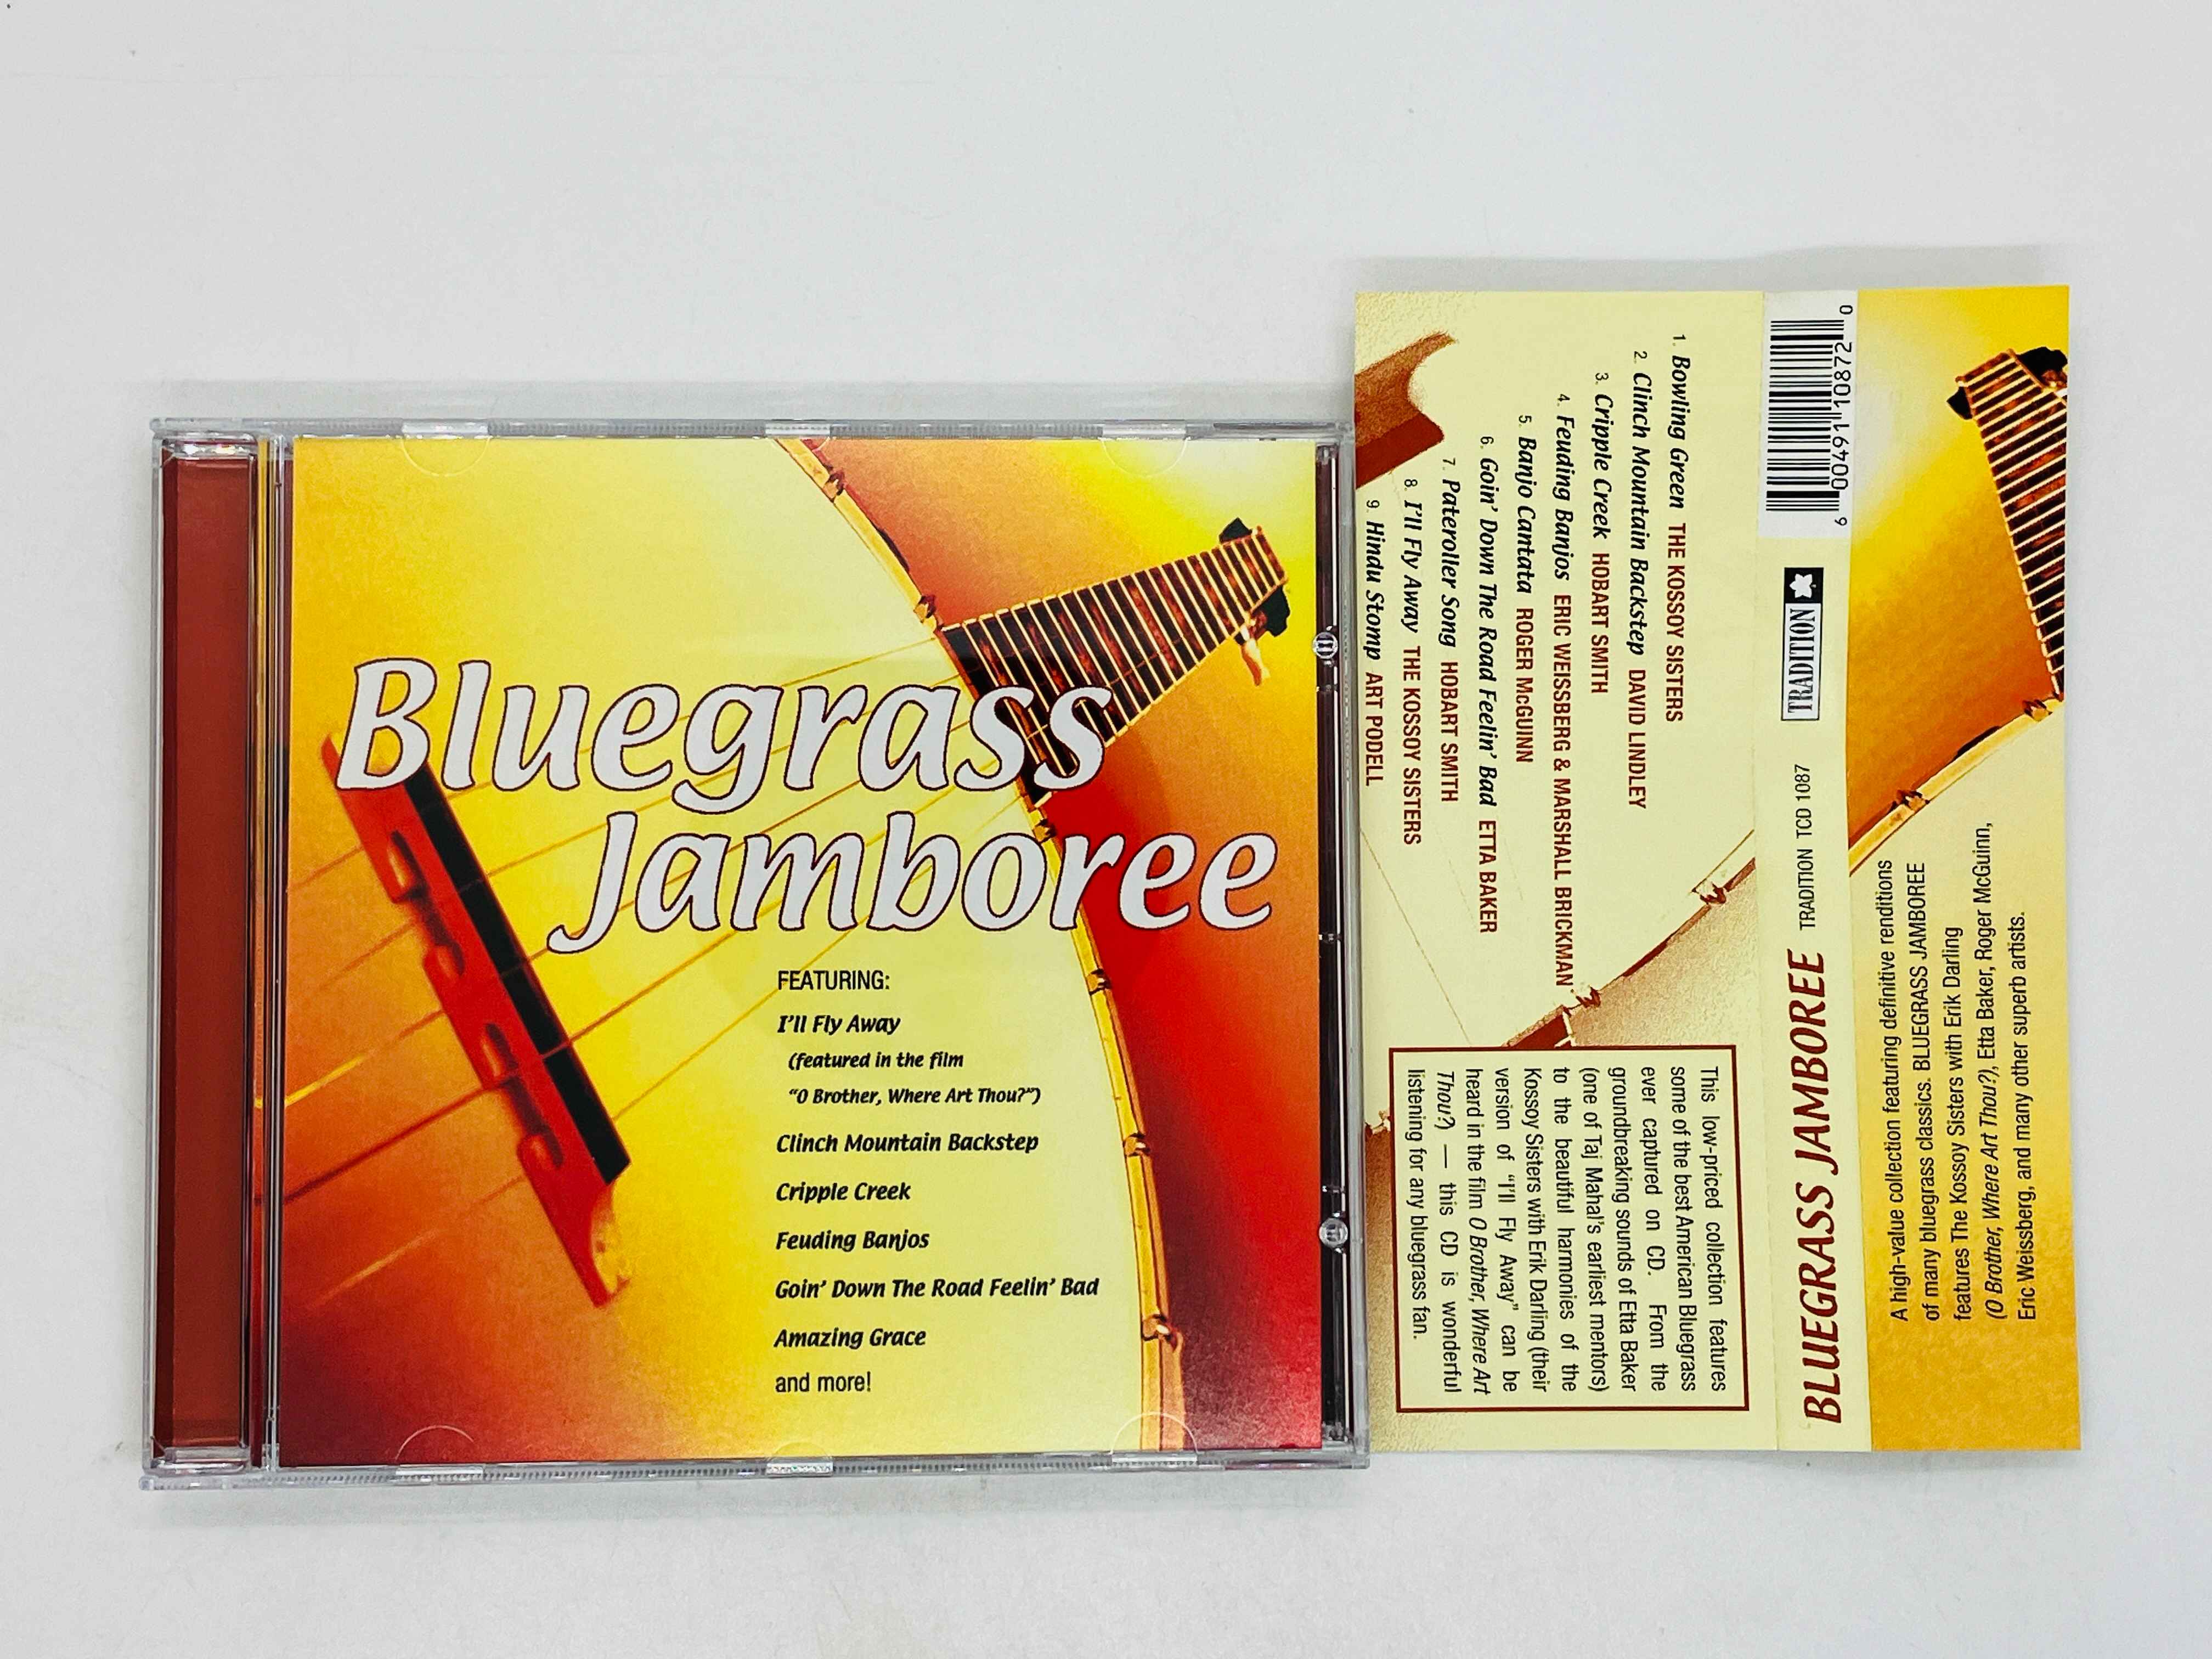 Bluegrass
Jamboree
FEATURING:
I'll Fly Away
(featured in the film
"O Brother, Where Art Thou?")
Clinch Mountain Backstep
Cripple Creek
Feuding Banjos
Goin' Down The Road Feelin' Bad
Amazing Grace
and more!
1. Bowling Green THE KOSSOY SISTERS
2. Clinch Mountain Backstep DAVID LINDLEY
3. Cripple Creek HOBART SMITH
4. Feuding Banjos ERIC WEISSBERG & MARSHALL BRICKMAN
5. Banjo Cantata ROGER McGUINN
6. Goin' Down The Road Feelin' Bad ETTA BAKER
7. Pateroller Song HOBART SMITH
8. I'll Fly Away THE KOSSOY SISTERS
9. Hindu Stomp ART PODELL
This low-priced collection features
some of the best American Bluegrass
ever captured on CD. From the
groundbreaking sounds of Etta Baker
(one of Taj Mahal's earliest mentors)
to the beautiful harmonies of the
Kossoy Sisters with Erik Darling (their
version of "I'll Fly Away" can be
heard in the film O Brother, Where Art
Thou?) — this CD is wonderful
listening for any bluegrass fan.
BLUEGRASS JAMBOREE TRADITION TCD 1087
TRADITION
0 00491 10872 9
A high-value collection featuring definitive renditions
of many bluegrass classics. BLUEGRASS JAMBOREE
features The Kossoy Sisters with Erik Darling
(O Brother, Where Art Thou?), Etta Baker, Roger McGuinn,
Eric Weissberg, and many other superb artists.